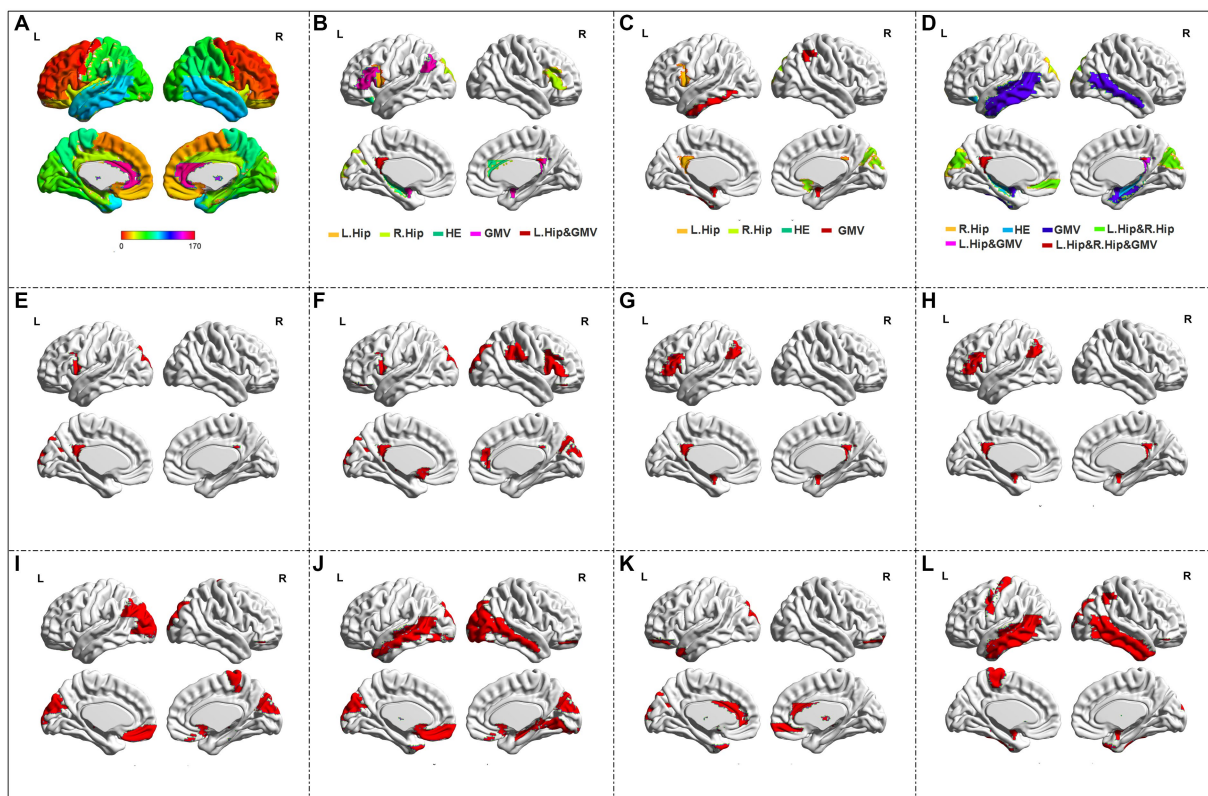 A B C D
L R L R L R L R
0 170
L.Hip R.Hip HE GMV L.Hip&GMV
L.Hip R.Hip HE GMV
R.Hip HE GMV L.Hip&R.Hip
L.Hip&GMV L.Hip&R.Hip&GMV
E F G H
L R L R L R L R
I J K L
L R L R L R L R